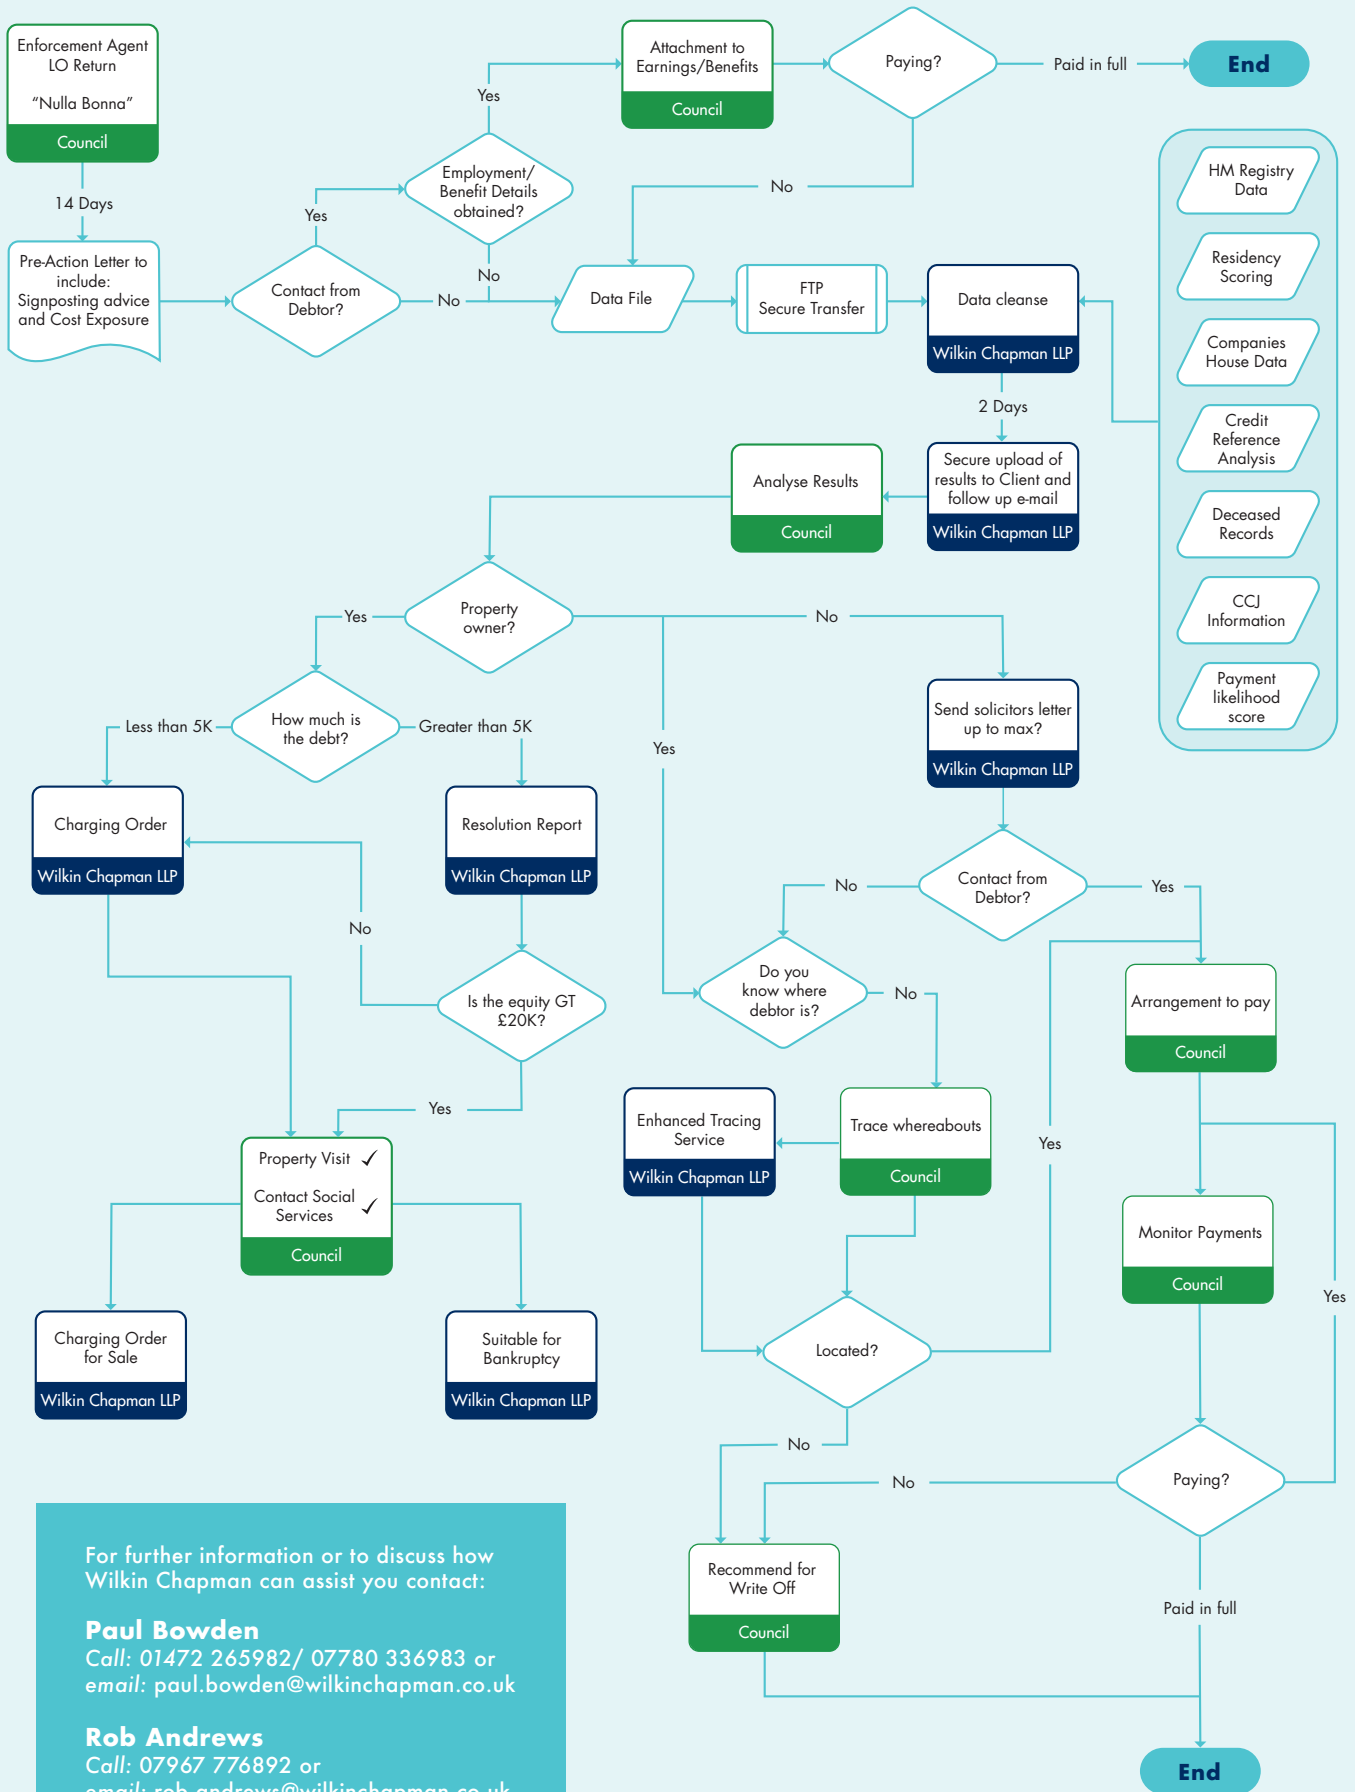 Enforcement Agent
LO Return
“Nulla Bonna”
Council
14 Days
Pre-Action Letter to
include:
Signposting advice
and Cost Exposure
Contact from
Debtor?
Yes
No
Employment/
Benefit Details
obtained?
Yes
No
Attachment to
Earnings/Benefits
Council
Paying?
Paid in full
End
No
Data File
FTP
Secure Transfer
Data cleanse
Wilkin Chapman LLP
HM Registry
Data
Residency
Scoring
Companies
House Data
Credit
Reference
Analysis
Deceased
Records
CCJ
Information
Payment
likelihood
score
2 Days
Secure upload of
results to Client and
follow up e-mail
Wilkin Chapman LLP
Analyse Results
Council
Property
owner?
Yes
No
Yes
How much is
the debt?
Less than 5K
Greater than 5K
Charging Order
Wilkin Chapman LLP
Resolution Report
Wilkin Chapman LLP
No
Is the equity GT
£20K?
Yes
Property Visit ✓
Contact Social
Services ✓
Council
Charging Order
for Sale
Wilkin Chapman LLP
Suitable for
Bankruptcy
Wilkin Chapman LLP
Send solicitors letter
up to max?
Wilkin Chapman LLP
Contact from
Debtor?
No
Yes
Do you
know where
debtor is?
No
Trace whereabouts
Council
Enhanced Tracing
Service
Wilkin Chapman LLP
Located?
Yes
No
Arrangement to pay
Council
Monitor Payments
Council
Yes
Paying?
No
Recommend for
Write Off
Council
Paid in full
End
For further information or to discuss how
Wilkin Chapman can assist you contact:
Paul Bowden
Call: 01472 265982/ 07780 336983 or
email: paul.bowden@wilkinchapman.co.uk
Rob Andrews
Call: 07967 776892 or
email: rob.andrews@wilkinchapman.co.uk